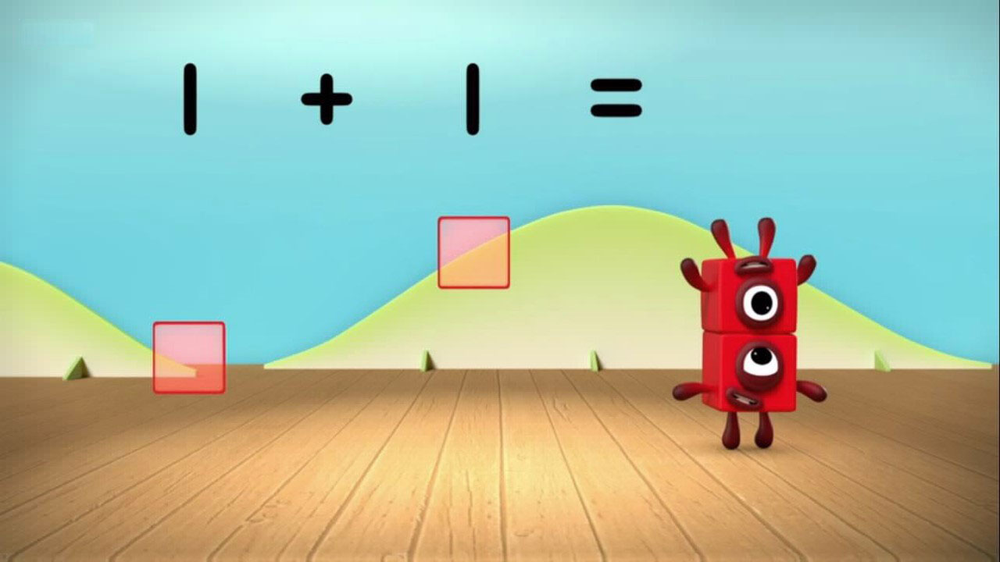 1 + 1 =